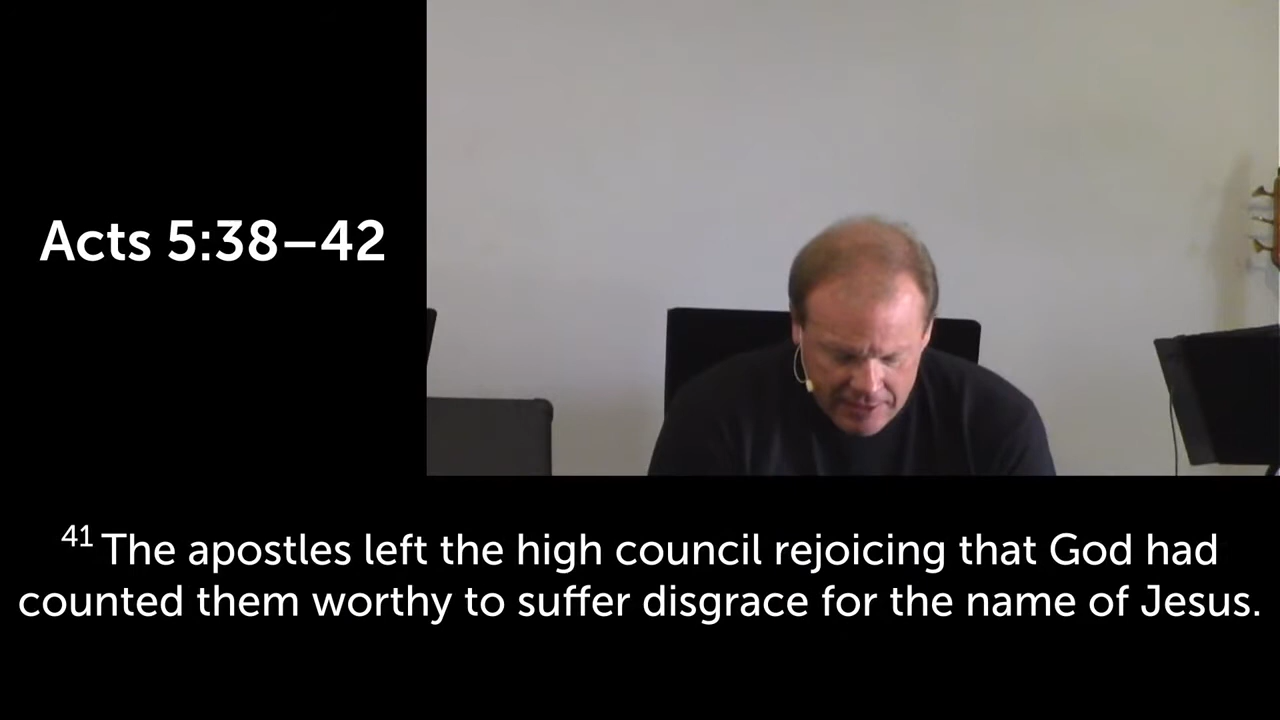 Acts 5:38–42
41 The apostles left the high council rejoicing that God had
counted them worthy to suffer disgrace for the name of Jesus.